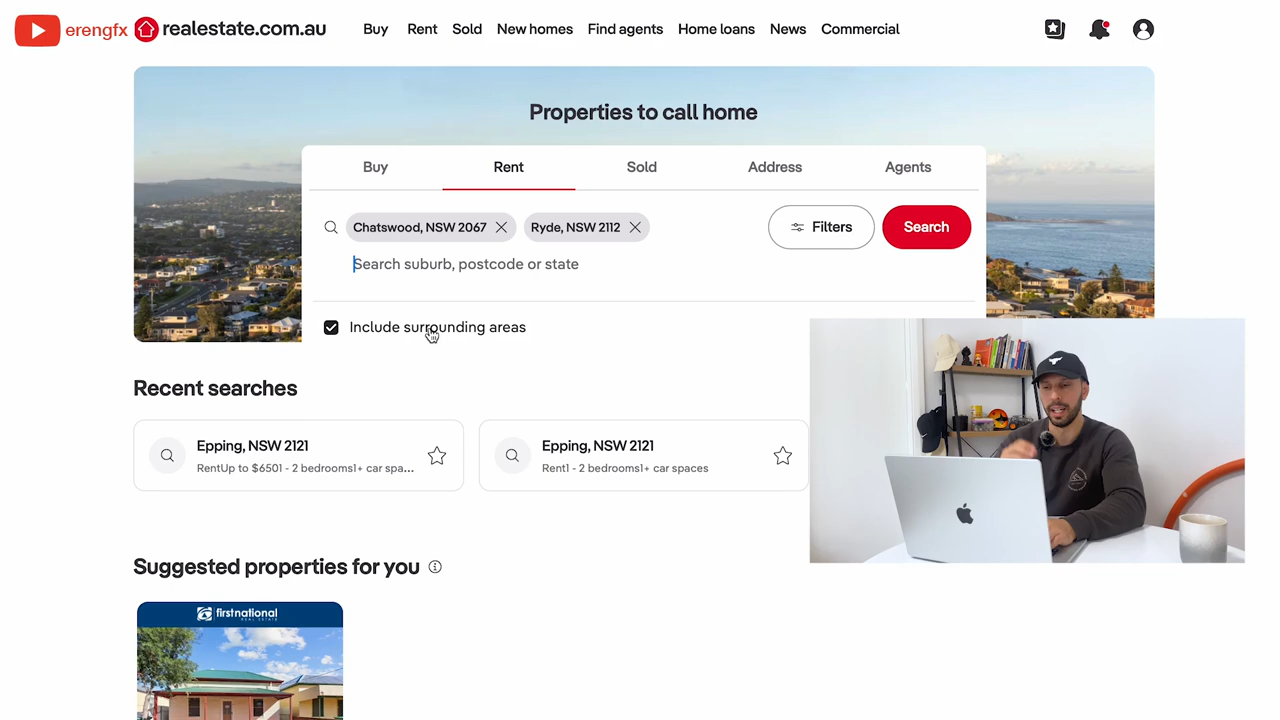 erengfx
realestate.com.au
Buy Rent Sold New homes Find agents Home loans News Commercial
Properties to call home
Buy Rent Sold Address Agents
Chatswood, NSW 2067 Ryde, NSW 2112
Filters
Search
Search suburb, postcode or state
Include surrounding areas
Recent searches
Epping, NSW 2121
RentUp to $6501 - 2 bedrooms1+ car spa...
Epping, NSW 2121
Rent1 - 2 bedrooms1+ car spaces
Suggested properties for you
firstnational
REAL ESTATE